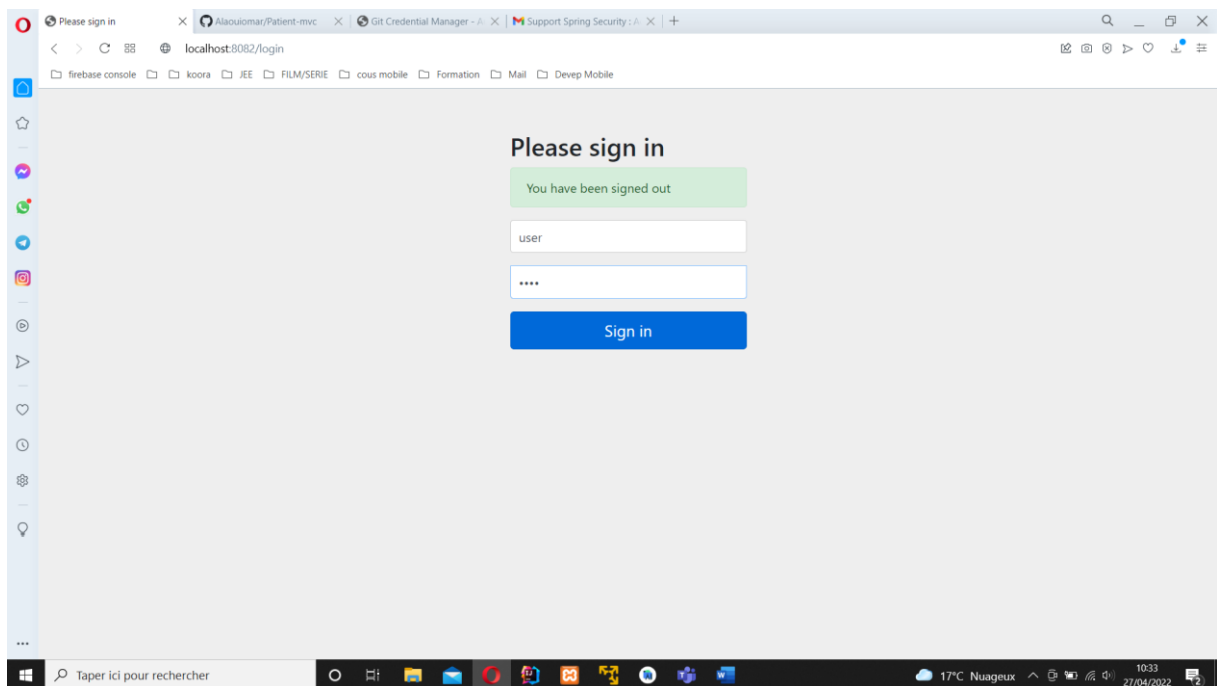 Please sign in
Alaouiomar/Patient-mvc
Git Credential Manager - A
Support Spring Security : A
localhost:8082/login
firebase console
koora
JEE
FILM/SERIE
cous mobile
Formation
Mail
Devep Mobile
Please sign in
You have been signed out
user
••••
Sign in
Taper ici pour rechercher
17°C Nuageux
10:33
27/04/2022
2